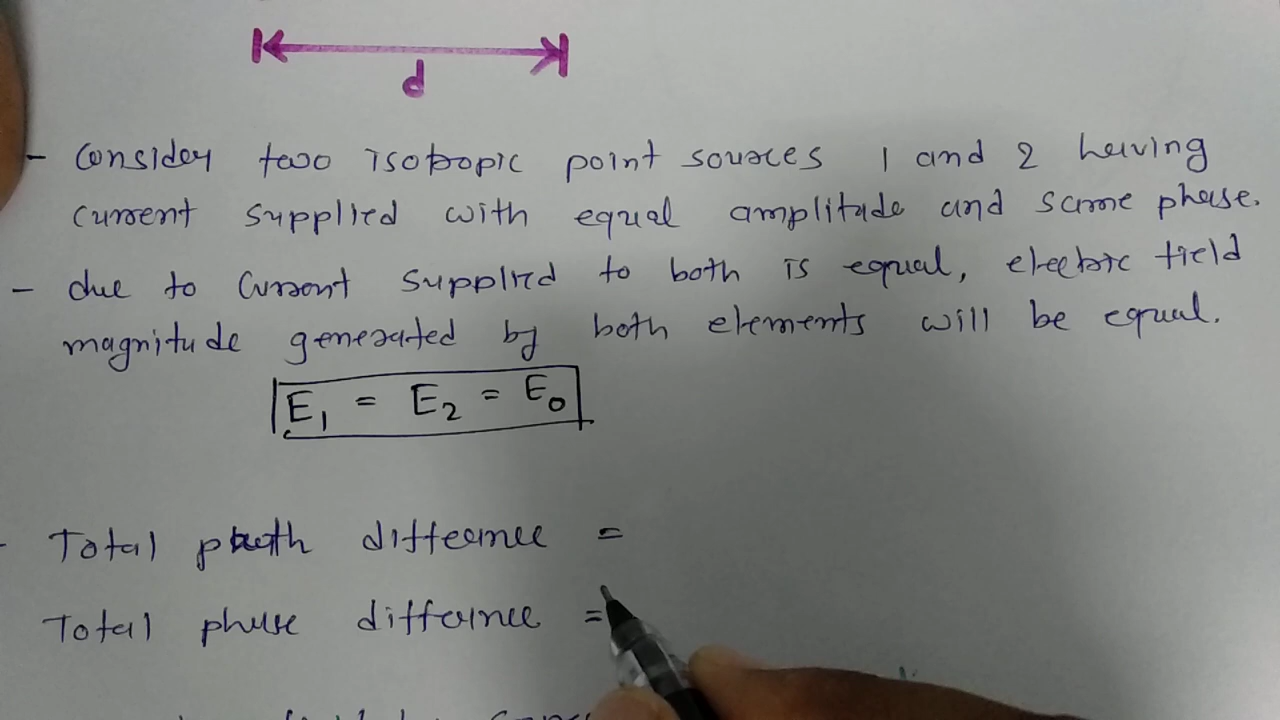 d
- Consider two isotropic point sources 1 and 2 having
current supplied with equal amplitude and same phase.
- due to current supplied to both is equal, electric field
magnitude generated by both elements will be equal.
E₁ = E₂ = E₀
- Total path difference =
Total phase difference =